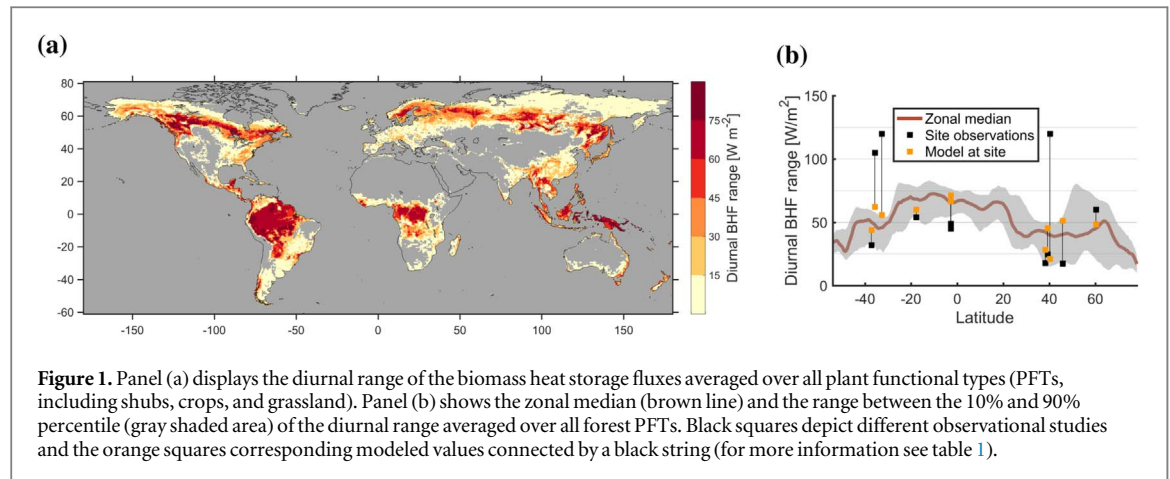 (a)
80
60
40
20
0
-20
-40
-60
-150
-100
-50
0
50
100
150
75
60
45
30
15
Diurnal BHF range [W m-2]
(b)
150
100
50
0
Diurnal BHF range [W/m2]
Zonal median
Site observations
Model at site
-40
-20
0
20
40
60
Latitude
Figure 1. Panel (a) displays the diurnal range of the biomass heat storage fluxes averaged over all plant functional types (PFTs,
including shubs, crops, and grassland). Panel (b) shows the zonal median (brown line) and the range between the 10% and 90%
percentile (gray shaded area) of the diurnal range averaged over all forest PFTs. Black squares depict different observational studies
and the orange squares corresponding modeled values connected by a black string (for more information see table 1).